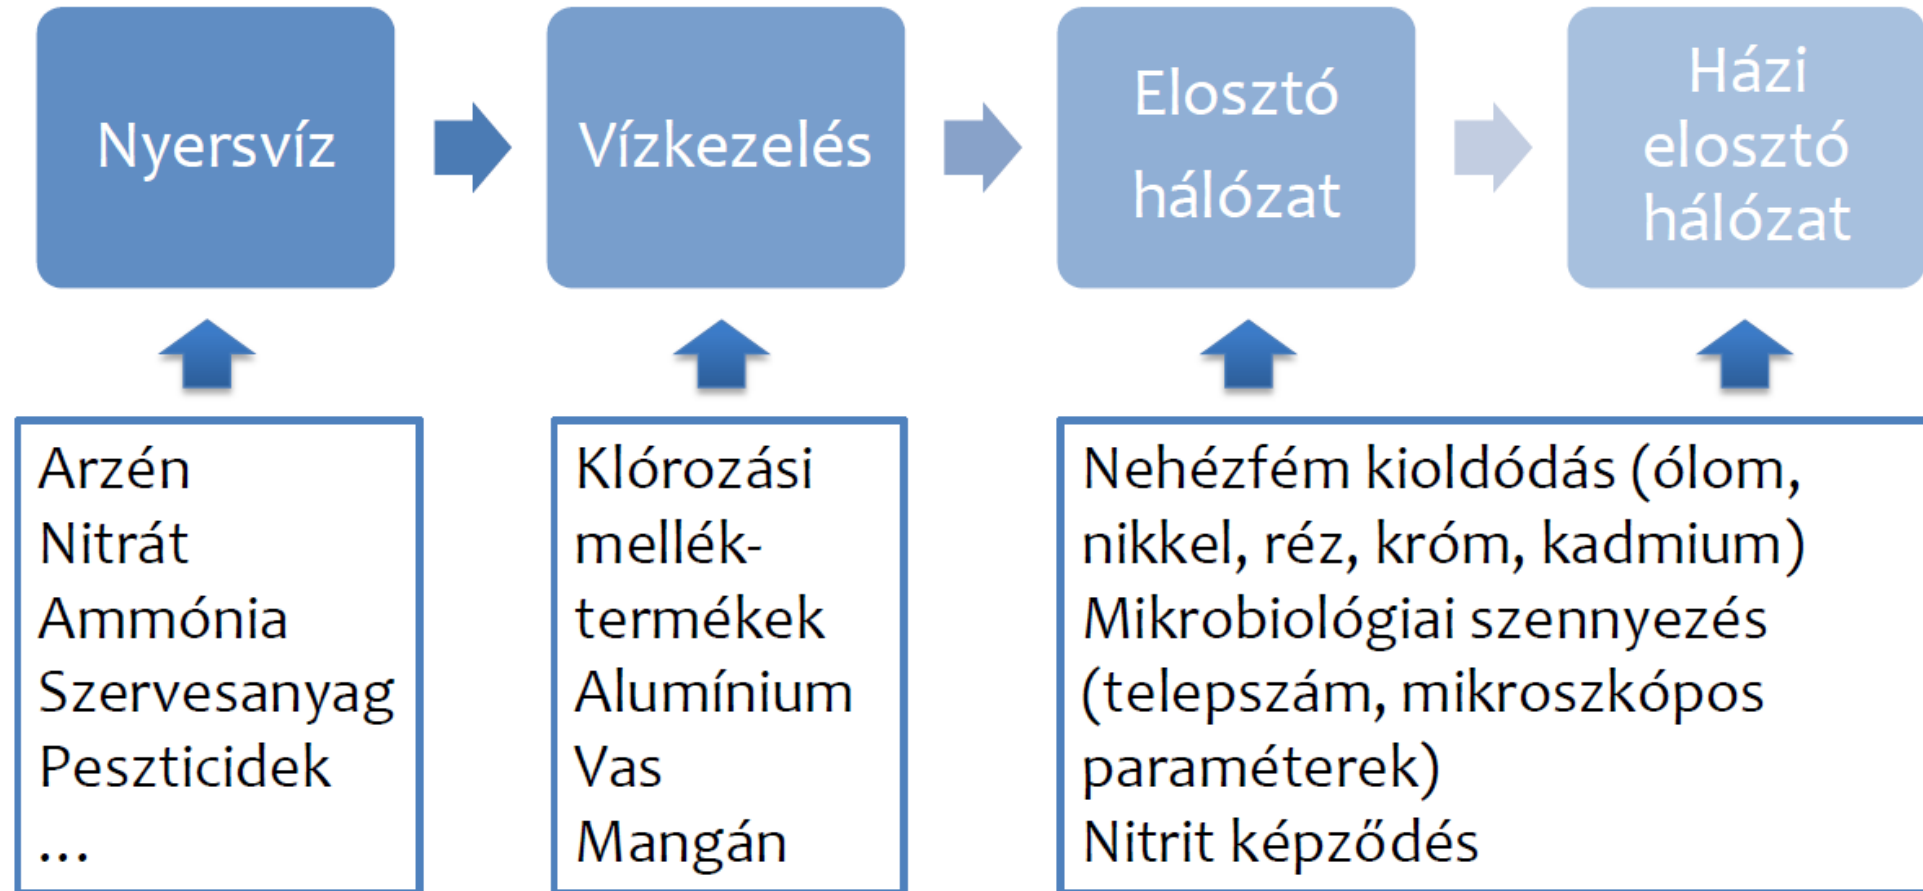 Nyersvíz
Vízkezelés
Elosztó
hálózat
Házi
elosztó
hálózat
Arzén
Nitrát
Ammónia
Szervesanyag
Peszticidek
...
Klórozási
mellék-
termékek
Alumínium
Vas
Mangán
Nehézfém kioldódás (ólom,
nikkel, réz, króm, kadmium)
Mikrobiológiai szennyezés
(telepszám, mikroszkópos
paraméterek)
Nitrit képződés